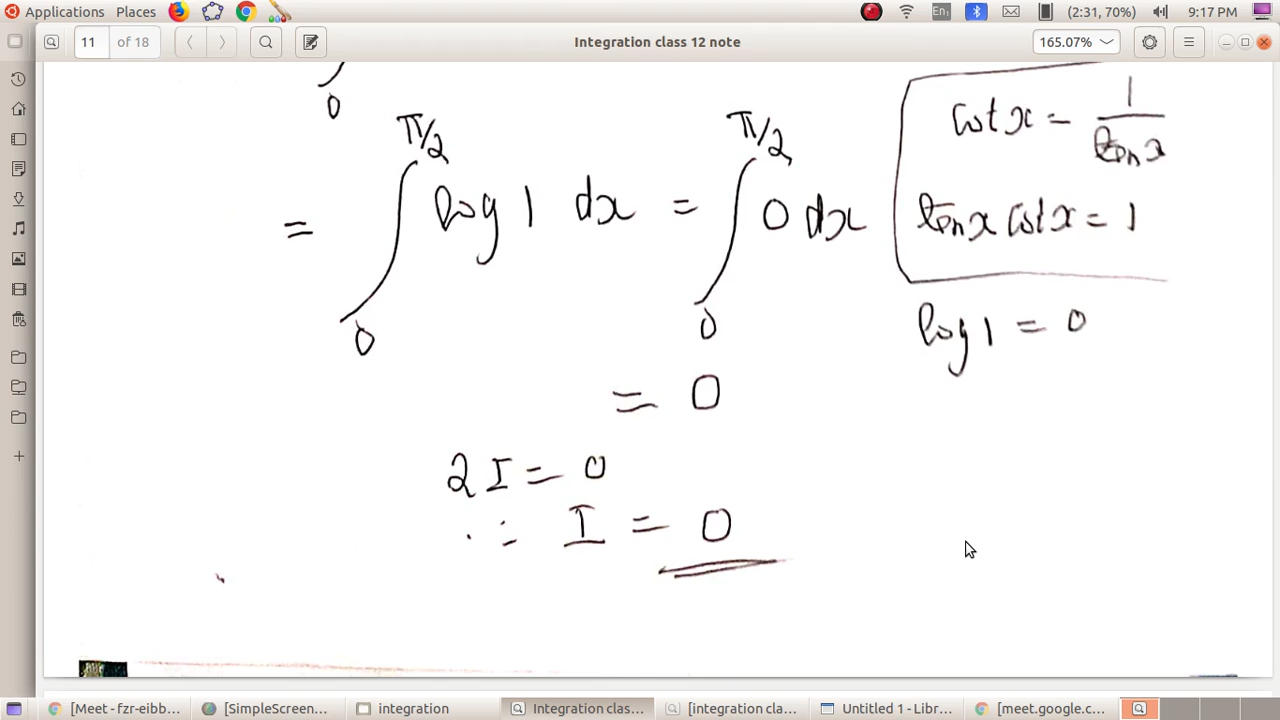 Applications Places En₁ (2:31, 70%) 9:17 PM
11 of 18 Integration class 12 note 165.07%
0
= ∫₀^(π/2) log 1 dx = ∫₀^(π/2) 0 dx
cot x = 1/tan x
tan x cot x = 1
log 1 = 0
= 0
2I = 0
∴ I = 0
[Meet - fzr-eibb... [SimpleScreen... integration Integration clas... [integration cla... Untitled 1 - Libr... [meet.google.c...